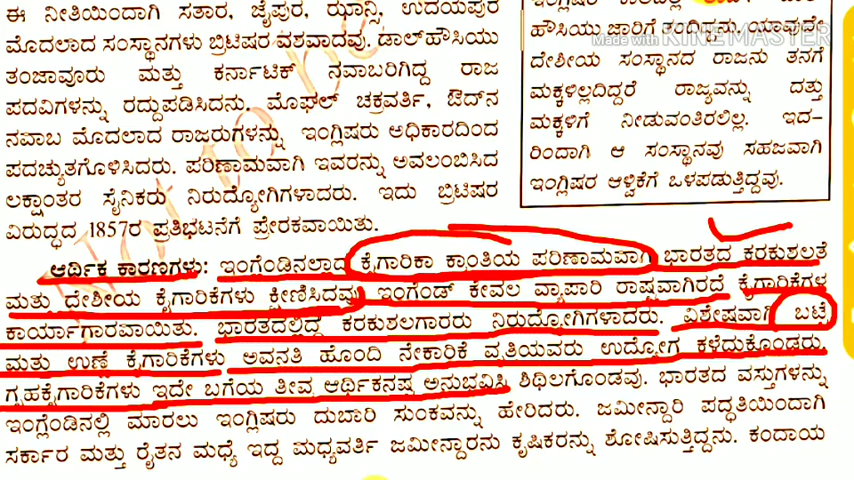 ಈ ನೀತಿಯಿಂದಾಗಿ ಸತಾರ, ಜೈಪುರ, ಝಾನ್ಸಿ, ಉದಯಪುರ
ಮೊದಲಾದ ಸಂಸ್ಥಾನಗಳು ಬ್ರಿಟಿಷರ ವಶವಾದವು. ಡಾಲ್‌ಹೌಸಿಯು
ತಂಜಾವೂರು ಮತ್ತು ಕರ್ನಾಟಿಕ್ ನವಾಬರಿಗಿದ್ದ ರಾಜ
ಪದವಿಗಳನ್ನು ರದ್ದುಪಡಿಸಿದನು. ಮೊಘಲ್ ಚಕ್ರವರ್ತಿ, ಔದ್‌ನ
ನವಾಬ ಮೊದಲಾದ ರಾಜರುಗಳನ್ನು ಇಂಗ್ಲಿಷರು ಅಧಿಕಾರದಿಂದ
ಪದಚ್ಯುತಗೊಳಿಸಿದರು. ಪರಿಣಾಮವಾಗಿ ಇವರನ್ನು ಅವಲಂಬಿಸಿದ
ಲಕ್ಷಾಂತರ ಸೈನಿಕರು ನಿರುದ್ಯೋಗಿಗಳಾದರು. ಇದು ಬ್ರಿಟಿಷರ
ವಿರುದ್ಧದ 1857ರ ಪ್ರತಿಭಟನೆಗೆ ಪ್ರೇರಕವಾಯಿತು.
ಹೌಸಿಯು ಜಾರಿಗೆ ತಂದಿದ್ದನು. ಯಾವುದೇ
Made with KINEMASTER
ದೇಶೀಯ ಸಂಸ್ಥಾನದ ರಾಜನು ತನಗೆ
ಮಕ್ಕಳಿಲ್ಲದಿದ್ದರೆ ರಾಜ್ಯವನ್ನು ದತ್ತು
ಮಕ್ಕಳಿಗೆ ನೀಡುವಂತಿರಲಿಲ್ಲ. ಇದ-
ರಿಂದಾಗಿ ಆ ಸಂಸ್ಥಾನವು ಸಹಜವಾಗಿ
ಇಂಗ್ಲಿಷರ ಆಳ್ವಿಕೆಗೆ ಒಳಪಡುತ್ತಿದ್ದವು.
ಆರ್ಥಿಕ ಕಾರಣಗಳು: ಇಂಗ್ಲೆಂಡಿನಲ್ಲಾದ ಕೈಗಾರಿಕಾ ಕ್ರಾಂತಿಯ ಪರಿಣಾಮವಾಗಿ ಭಾರತದ ಕರಕುಶಲತೆ
ಮತ್ತು ದೇಶೀಯ ಕೈಗಾರಿಕೆಗಳು ಕ್ಷೀಣಿಸಿದವು. ಇಂಗ್ಲೆಂಡ್ ಕೇವಲ ವ್ಯಾಪಾರಿ ರಾಷ್ಟ್ರವಾಗಿರದೆ ಕೈಗಾರಿಕೆಗಳ
ಕಾರ್ಯಾಗಾರವಾಯಿತು. ಭಾರತದಲ್ಲಿದ್ದ ಕರಕುಶಲಗಾರರು ನಿರುದ್ಯೋಗಿಗಳಾದರು. ವಿಶೇಷವಾಗಿ ಬಟ್ಟೆ
ಮತ್ತು ಉಣ್ಣೆ ಕೈಗಾರಿಕೆಗಳು ಅವನತಿ ಹೊಂದಿ ನೇಕಾರಿಕೆ ವೃತ್ತಿಯವರು ಉದ್ಯೋಗ ಕಳೆದುಕೊಂಡರು.
ಗೃಹಕೈಗಾರಿಕೆಗಳು ಇದೇ ಬಗೆಯ ತೀವ್ರ ಆರ್ಥಿಕನಷ್ಟ ಅನುಭವಿಸಿ ಶಿಥಿಲಗೊಂಡವು. ಭಾರತದ ವಸ್ತುಗಳನ್ನು
ಇಂಗ್ಲೆಂಡಿನಲ್ಲಿ ಮಾರಲು ಇಂಗ್ಲಿಷರು ದುಬಾರಿ ಸುಂಕವನ್ನು ಹೇರಿದರು. ಜಮೀನ್ದಾರಿ ಪದ್ಧತಿಯಿಂದಾಗಿ
ಸರ್ಕಾರ ಮತ್ತು ರೈತನ ಮಧ್ಯೆ ಇದ್ದ ಮಧ್ಯವರ್ತಿ ಜಮೀನ್ದಾರನು ಕೃಷಿಕರನ್ನು ಶೋಷಿಸುತ್ತಿದ್ದನು. ಕಂದಾಯ